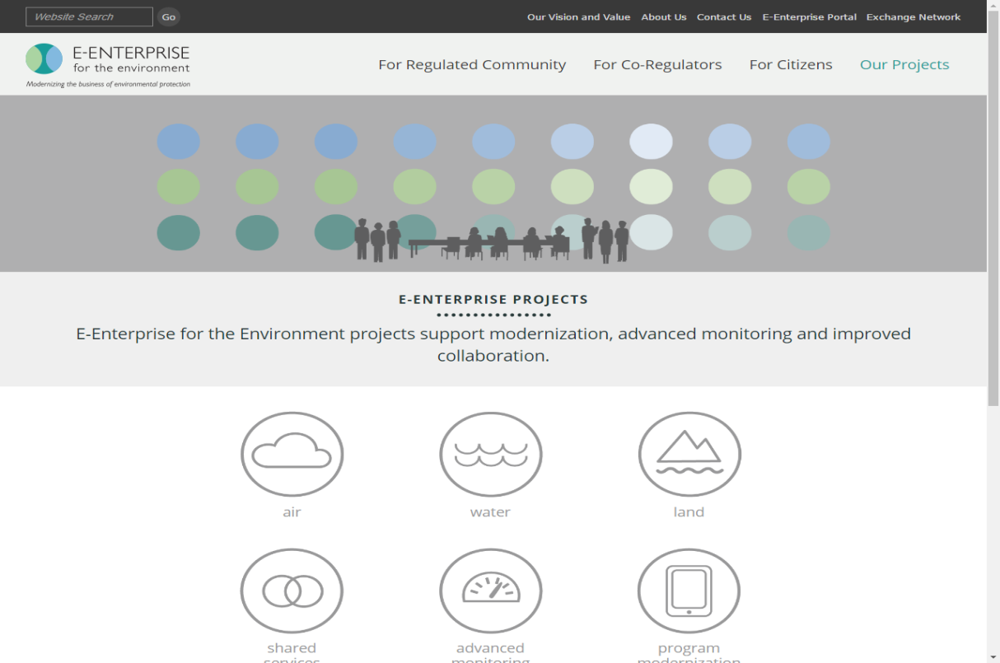 Website Search
Go
Our Vision and Value About Us Contact Us E-Enterprise Portal Exchange Network
E-ENTERPRISE
for the environment
Modernizing the business of environmental protection
For Regulated Community For Co-Regulators For Citizens Our Projects
E-ENTERPRISE PROJECTS
E-Enterprise for the Environment projects support modernization, advanced monitoring and improved
collaboration.
air water land
shared advanced program
services monitoring modernization